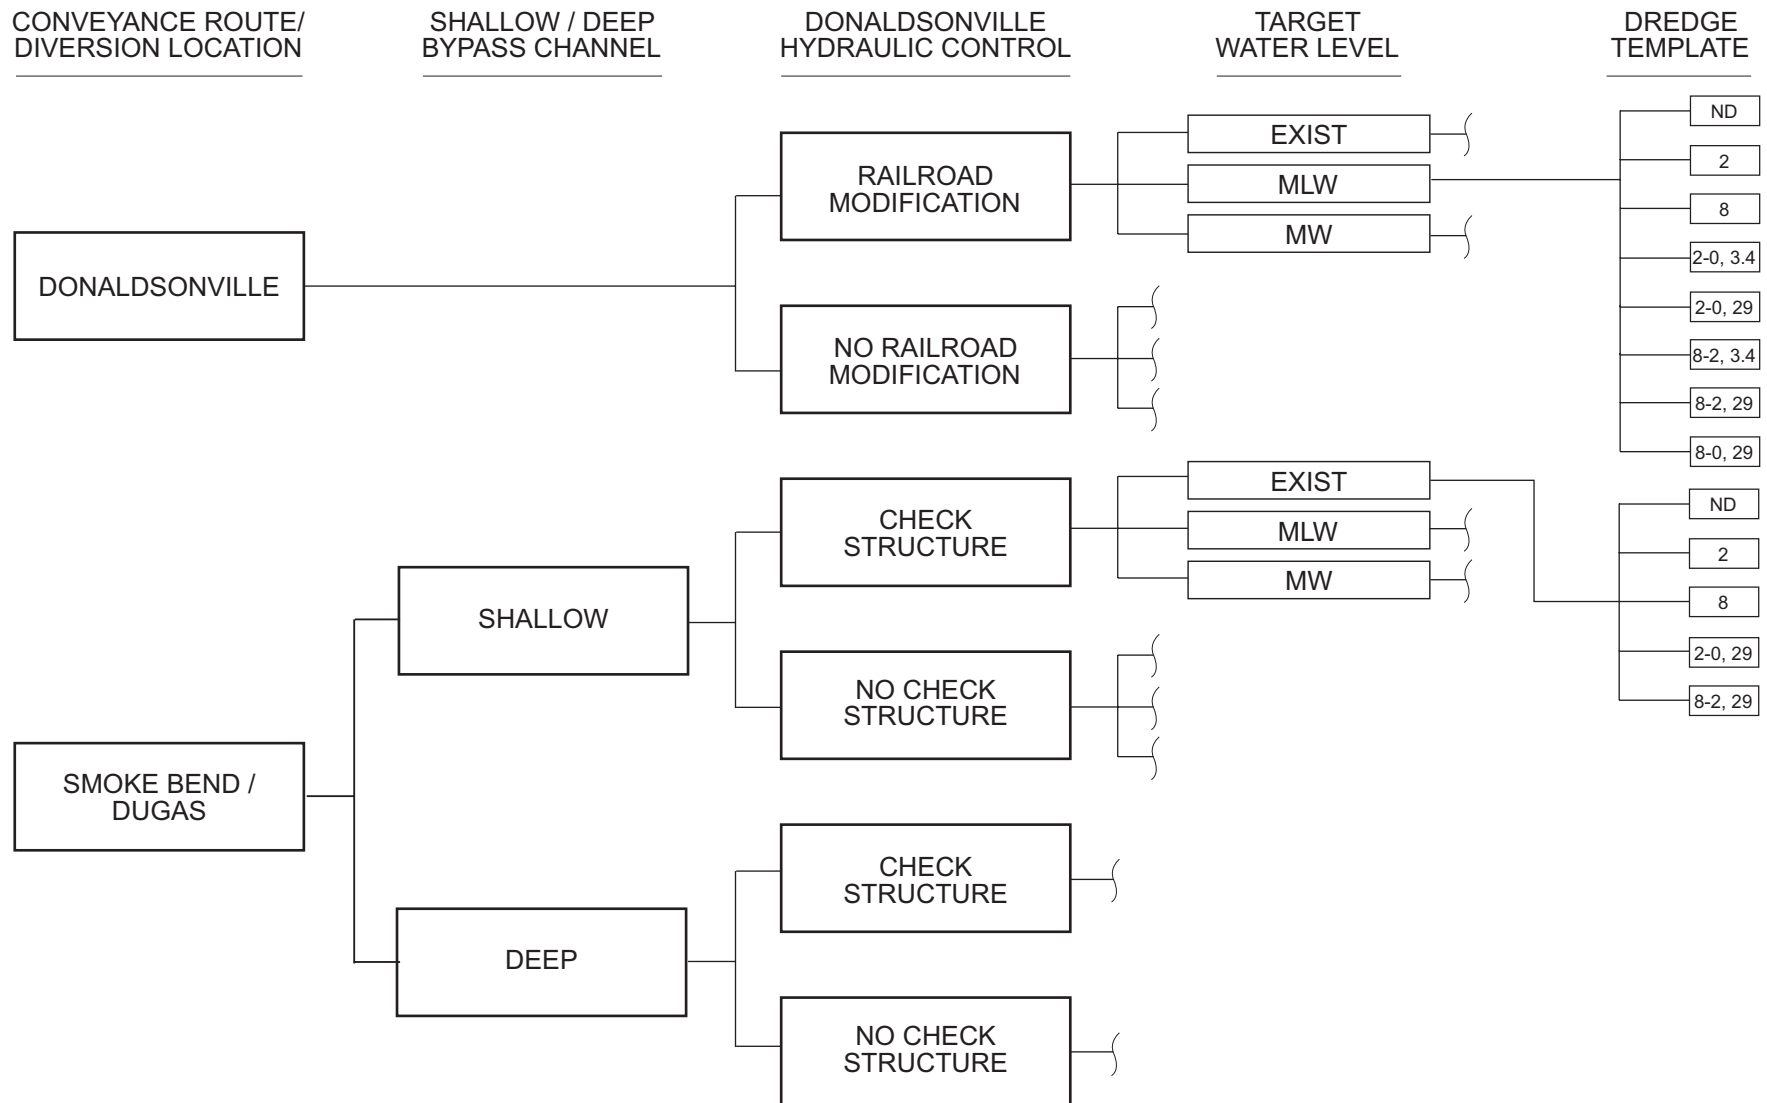 CONVEYANCE ROUTE/
DIVERSION LOCATION
SHALLOW / DEEP
BYPASS CHANNEL
DONALDSONVILLE
HYDRAULIC CONTROL
TARGET
WATER LEVEL
DREDGE
TEMPLATE
DONALDSONVILLE
RAILROAD
MODIFICATION
EXIST
MLW
MW
ND
2
8
2-0, 3.4
2-0, 29
8-2, 3.4
8-2, 29
8-0, 29
NO RAILROAD
MODIFICATION
SMOKE BEND /
DUGAS
SHALLOW
CHECK
STRUCTURE
EXIST
MLW
MW
ND
2
8
2-0, 29
8-2, 29
NO CHECK
STRUCTURE
DEEP
CHECK
STRUCTURE
NO CHECK
STRUCTURE